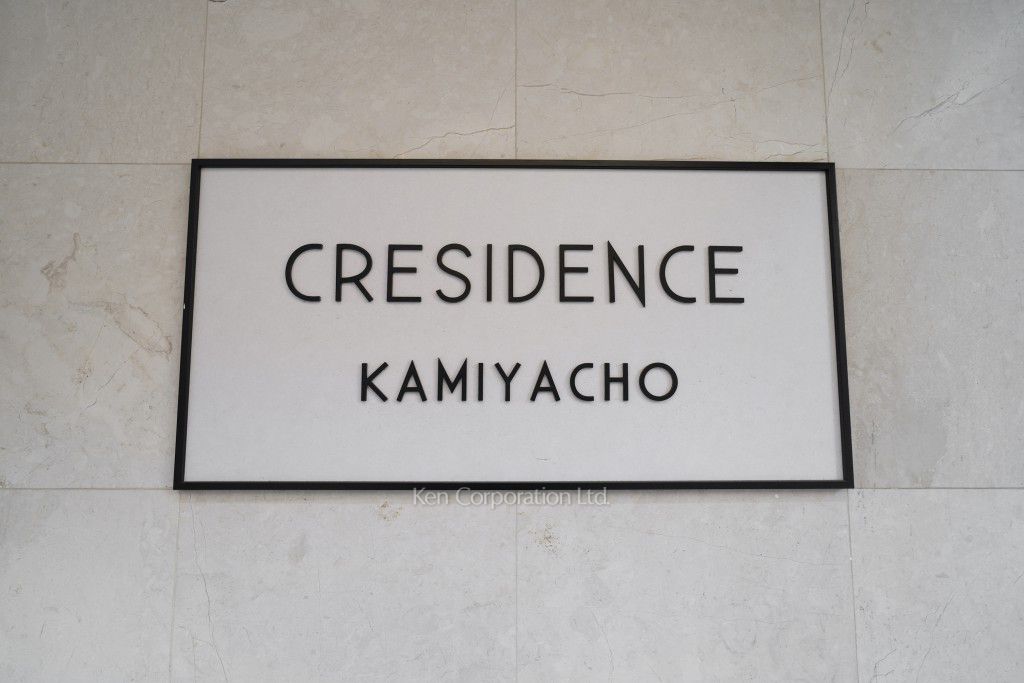 CRESIDENCE
KAMIYACHO
Ken Corporation Ltd.